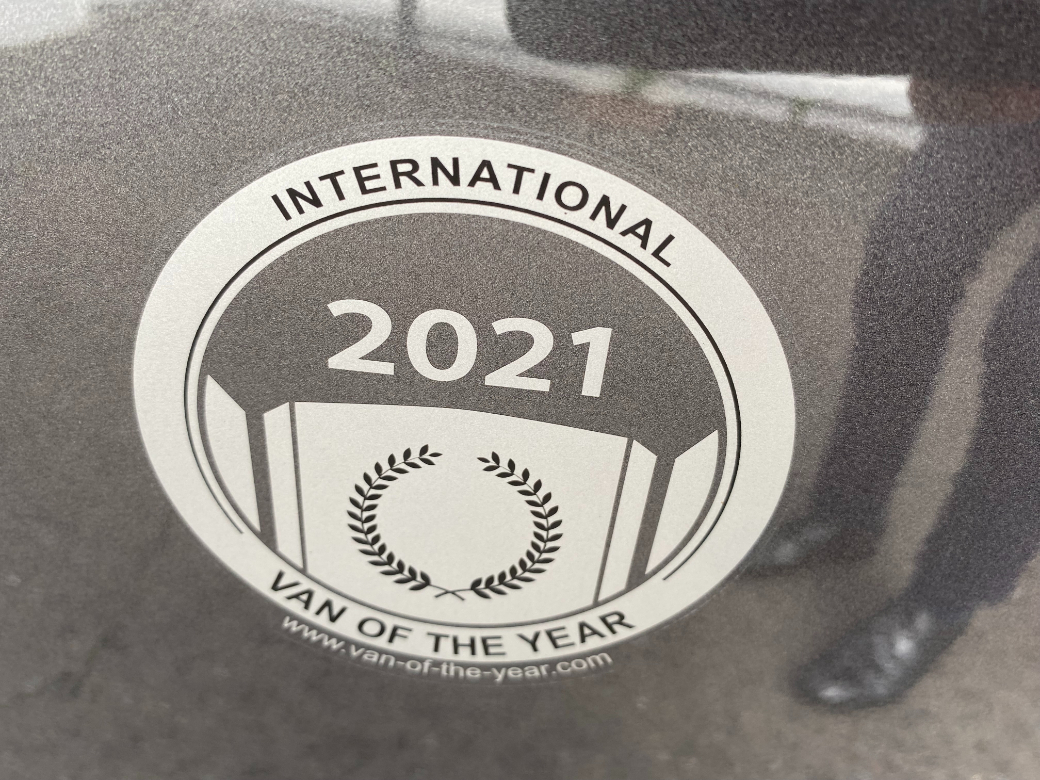 INTERNATIONAL
2021
VAN OF THE YEAR
www.van-of-the-year.com